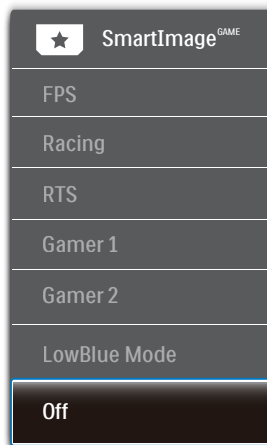 SmartImage GAME
FPS
Racing
RTS
Gamer 1
Gamer 2
LowBlue Mode
Off